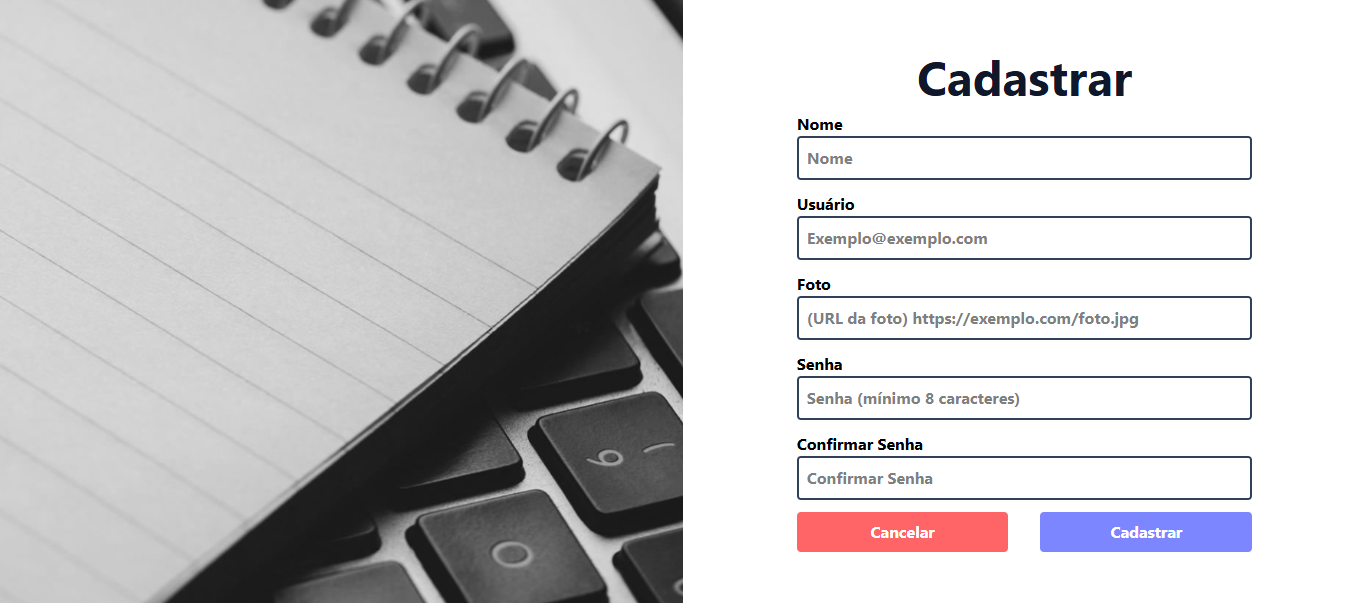 Cadastrar
Nome
Nome
Usuário
Exemplo@exemplo.com
Foto
(URL da foto) https://exemplo.com/foto.jpg
Senha
Senha (mínimo 8 caracteres)
Confirmar Senha
Confirmar Senha
Cancelar
Cadastrar